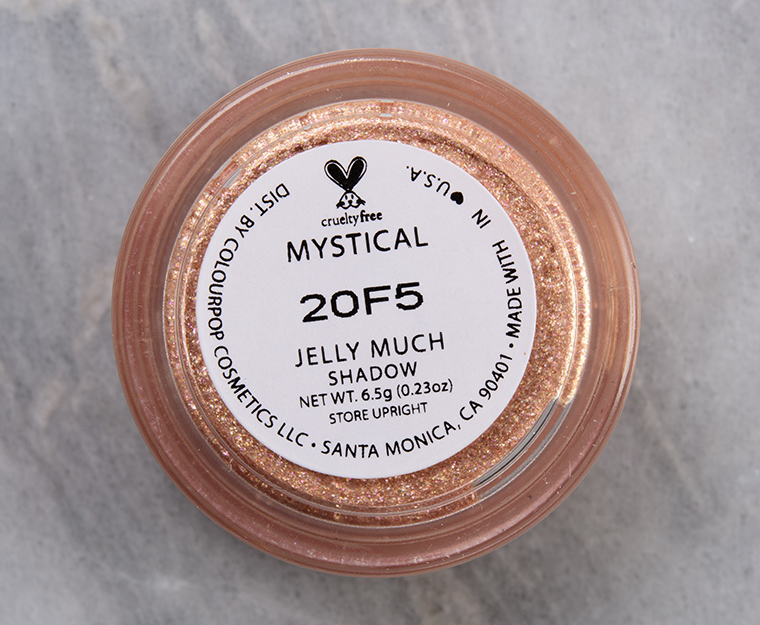 crueltyfree
MYSTICAL
20F5
JELLY MUCH
SHADOW
NET WT. 6.5g (0.23oz)
STORE UPRIGHT
DIST. BY COLOURPOP COSMETICS LLC • SANTA MONICA, CA 90401 • MADE WITH IN ♥ U.S.A.